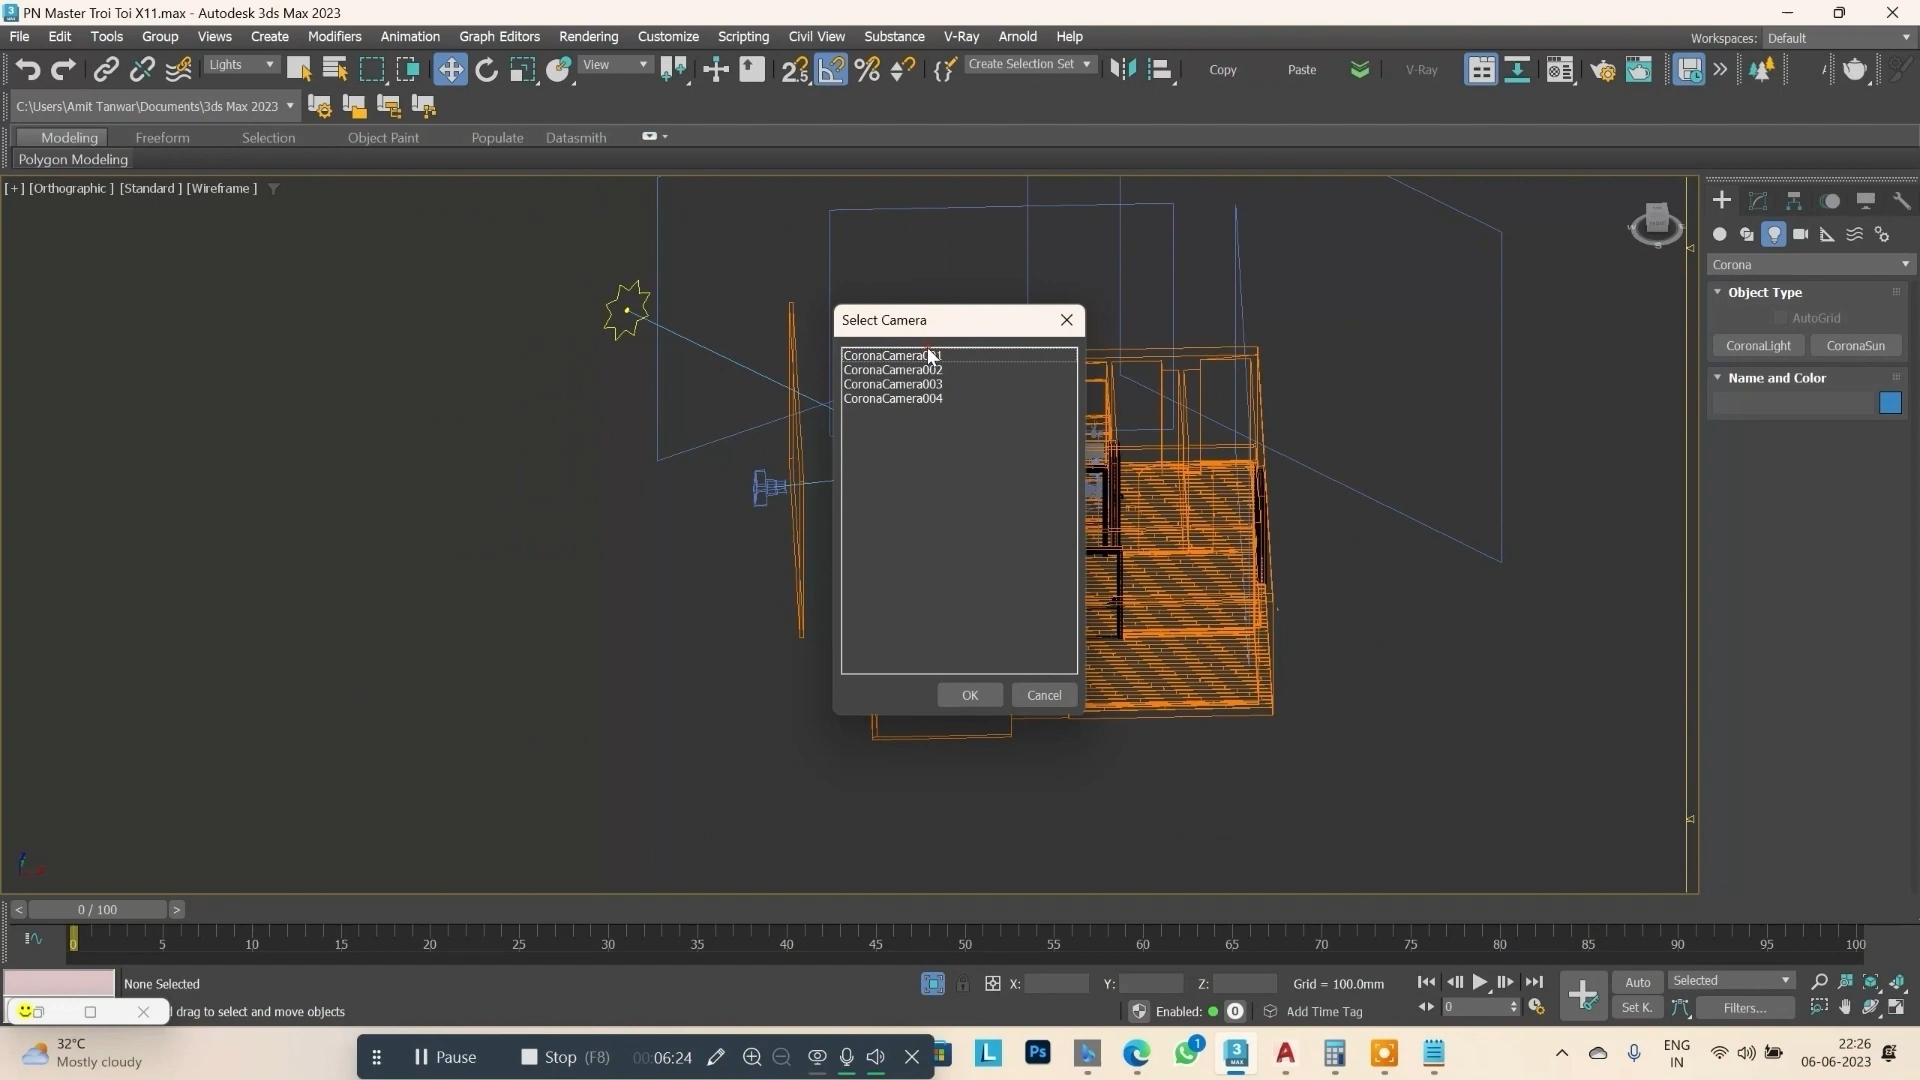 PN Master Troi Toi X11.max - Autodesk 3ds Max 2023
File Edit Tools Group Views Create Modifiers Animation Graph Editors Rendering Customize Scripting Civil View Substance V-Ray Arnold Help
Workspaces: Default
Lights View Create Selection Set Copy Paste V-Ray
C:\Users\Amit Tanwar\Documents\3ds Max 2023
Modeling Freeform Selection Object Paint Populate Datasmith
Polygon Modeling
[+] [Orthographic ] [Standard ] [Wireframe ]
Select Camera
CoronaCamera001
CoronaCamera002
CoronaCamera003
CoronaCamera004
OK Cancel
Corona
Object Type
AutoGrid
CoronaLight CoronaSun
Name and Color
< 0 / 100 >
0 5 10 15 20 25 30 35 40 45 50 55 60 65 70 75 80 85 90 95 100
None Selected X: Y: Z: Grid = 100.0mm Auto Selected
drag to select and move objects Enabled: 0 Add Time Tag 0 Set K. Filters...
32°C
Mostly cloudy
Pause Stop (F8) 00:06:24
L Ps 1 3 MAX A
ENG
IN
22:26
06-06-2023